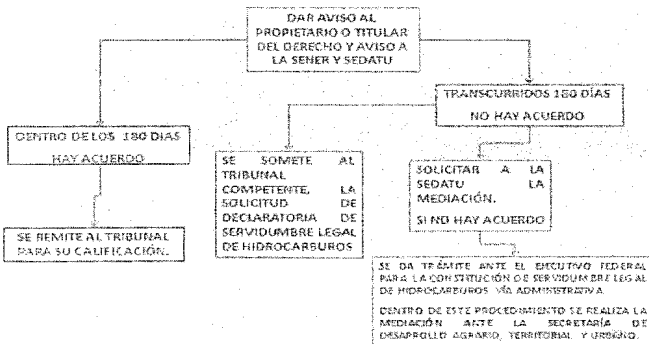 DAR AVISO AL
PROPIETARIO O TITULAR
DEL DERECHO Y AVISO A
LA SENER Y SEDATU
TRANSCURRIDOS 180 DÍAS
NO HAY ACUERDO
DENTRO DE LOS 180 DIAS
HAY ACUERDO
SE SOMETE AL
TRIBUNAL
COMPETENTE, LA
SOLICITUD DE
DECLARATORIA DE
SERVIDUMBRE LEGAL
DE HIDROCARBUROS
SOLICITAR A LA
SEDATU LA
MEDIACIÓN.
SI NO HAY ACUERDO
SE REMITE AL TRIBUNAL
PARA SU CALIFICACIÓN.
SE DA TRÁMITE ANTE EL EJECUTIVO FEDERAL
PARA LA CONSTITUCIÓN DE SERVIDUMBRE LEGAL
DE HIDROCARBUROS VÍA ADMINISTRATIVA
DENTRO DE ESTE PROCEDIMIENTO SE REALIZA LA
MEDIACIÓN ANTE LA SECRETARÍA DE
DESARROLLO AGRARIO, TERRITORIAL Y URBANO.